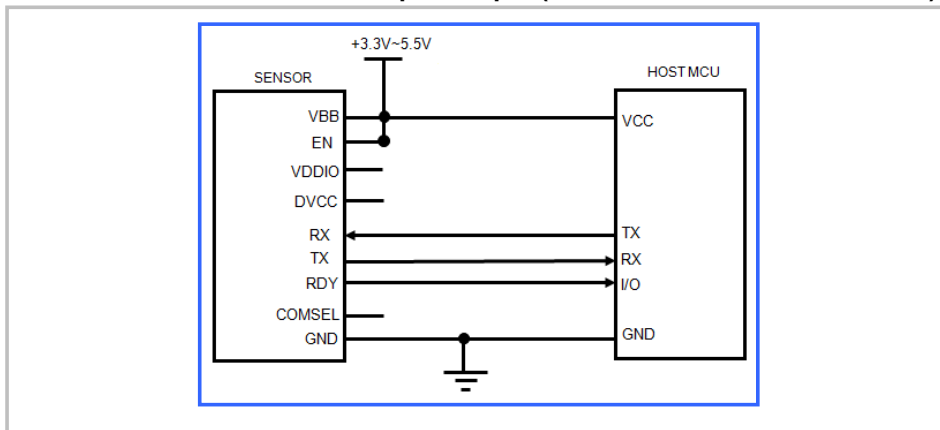 +3.3V~5.5V
SENSOR
HOST MCU
VBB
VCC
EN
VDDIO
DVCC
RX
TX
TX
RX
RDY
I/O
COMSEL
GND
GND